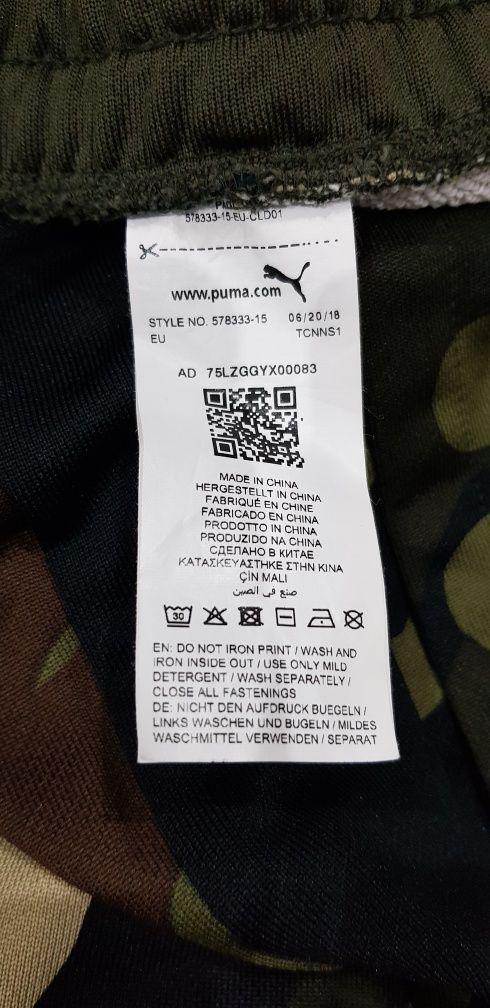 578333-15-EU-CLD01
www.puma.com
STYLE NO. 578333-15 06/20/18
EU TCNNS1
AD 75LZGGYX00083
MADE IN CHINA
HERGESTELLT IN CHINA
FABRIQUÉ EN CHINE
FABRICADO EN CHINA
PRODOTTO IN CHINA
PRODUZIDO NA CHINA
СДЕЛАНО В КИТАЕ
ΚΑΤΑΣΚΕΥΑΣΤΗΚΕ ΣΤΗΝ ΚΙΝΑ
ÇİN MALI
صنع في الصين
30
EN: DO NOT IRON PRINT / WASH AND
IRON INSIDE OUT / USE ONLY MILD
DETERGENT / WASH SEPARATELY /
CLOSE ALL FASTENINGS
DE: NICHT DEN AUFDRUCK BUEGELN /
LINKS WASCHEN UND BUGELN / MILDES
WASCHMITTEL VERWENDEN / SEPARAT